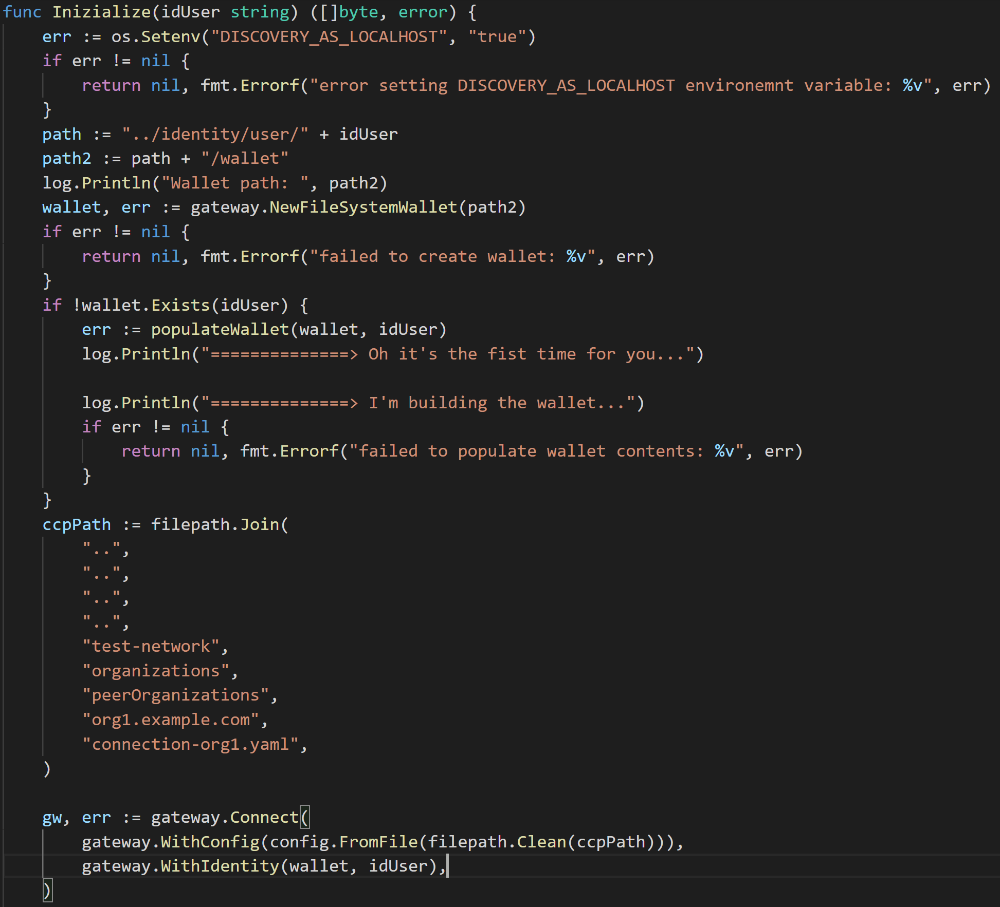 func Inizialize(idUser string) ([]byte, error) {
    err := os.Setenv("DISCOVERY_AS_LOCALHOST", "true")
    if err != nil {
        return nil, fmt.Errorf("error setting DISCOVERY_AS_LOCALHOST environemnt variable: %v", err)
    }
    path := "../identity/user/" + idUser
    path2 := path + "/wallet"
    log.Println("Wallet path: ", path2)
    wallet, err := gateway.NewFileSystemWallet(path2)
    if err != nil {
        return nil, fmt.Errorf("failed to create wallet: %v", err)
    }
    if !wallet.Exists(idUser) {
        err := populateWallet(wallet, idUser)
        log.Println("==============> Oh it's the fist time for you...")

        log.Println("==============> I'm building the wallet...")
        if err != nil {
            return nil, fmt.Errorf("failed to populate wallet contents: %v", err)
        }
    }
    ccpPath := filepath.Join(
        "..",
        "..",
        "..",
        "..",
        "test-network",
        "organizations",
        "peerOrganizations",
        "org1.example.com",
        "connection-org1.yaml",
    )

    gw, err := gateway.Connect(
        gateway.WithConfig(config.FromFile(filepath.Clean(ccpPath))),
        gateway.WithIdentity(wallet, idUser),
    )